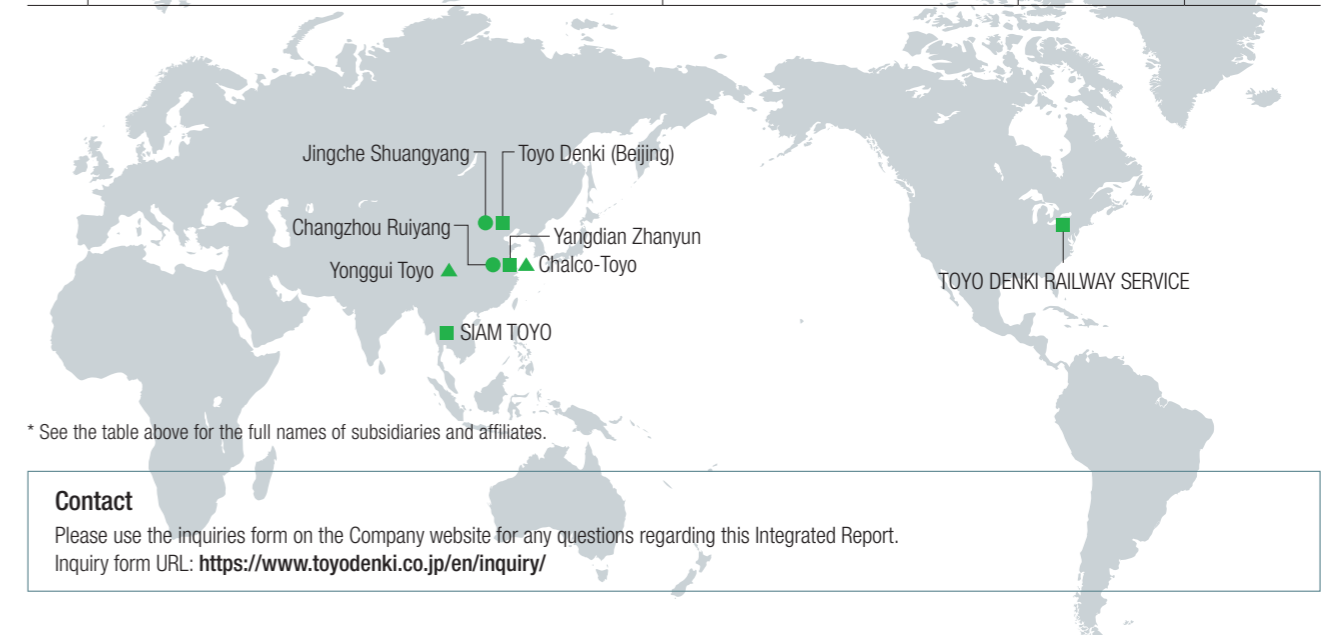 Jingche Shuangyang
Toyo Denki (Beijing)
Changzhou Ruiyang
Yangdian Zhanyun
Yonggui Toyo
Chalco-Toyo
TOYO DENKI RAILWAY SERVICE
SIAM TOYO
* See the table above for the full names of subsidiaries and affiliates.
Contact
Please use the inquiries form on the Company website for any questions regarding this Integrated Report.
Inquiry form URL: https://www.toyodenki.co.jp/en/inquiry/